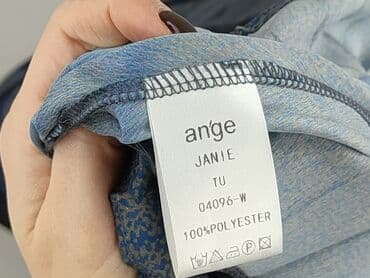 an'ge
JANIE
TU
04096-W
100%POLYESTER